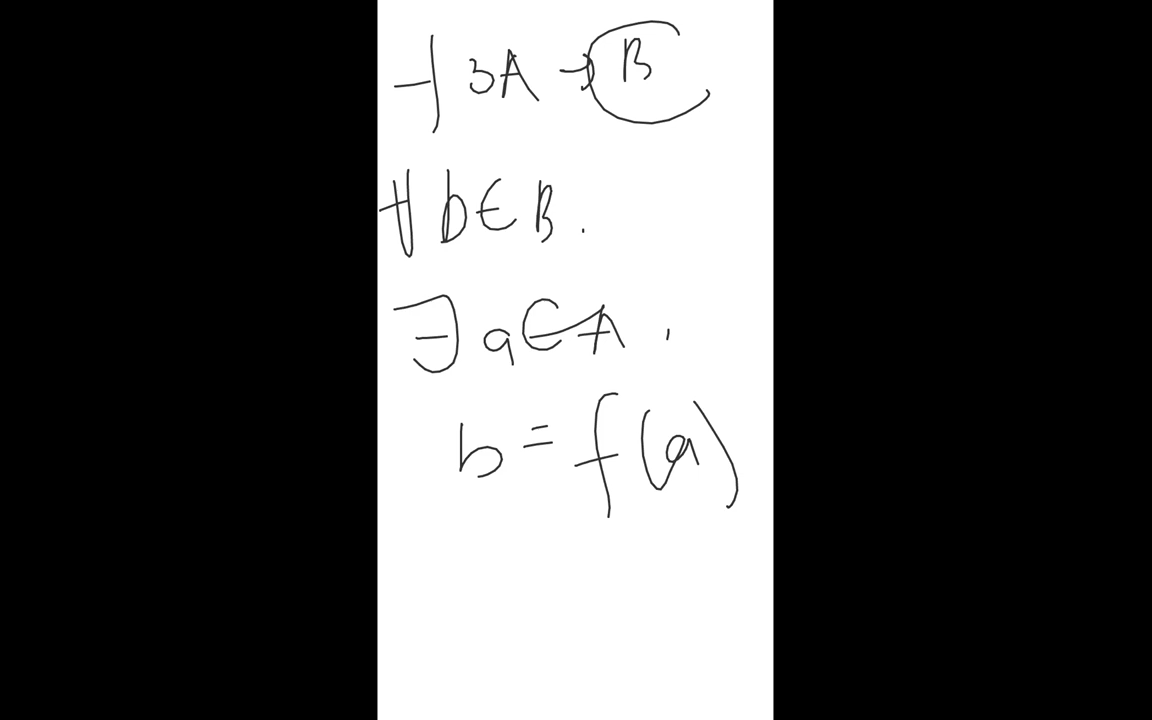 f: A → B
∀ b ∈ B.
∃ a ∈ A.
b = f(a)